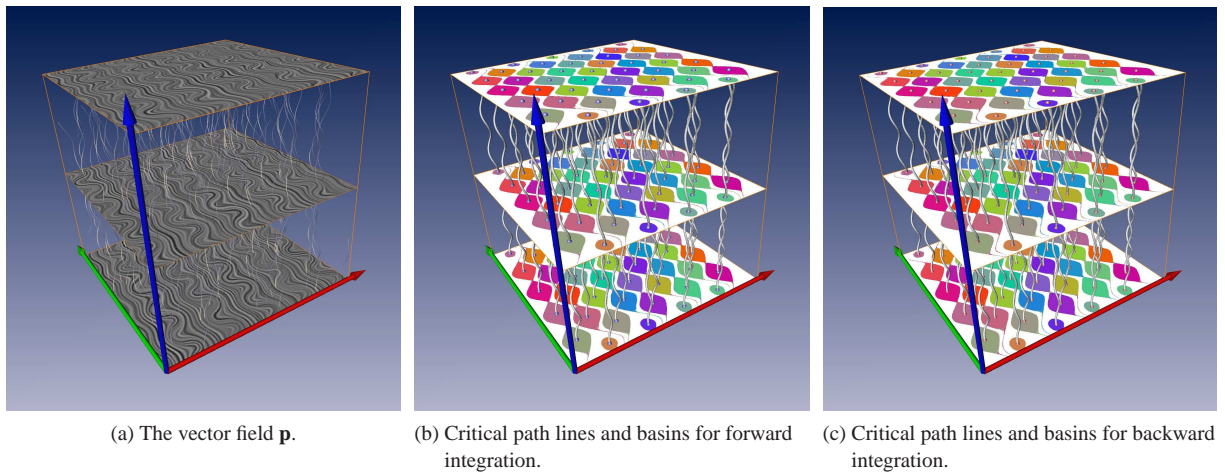 (a) The vector field p.
(b) Critical path lines and basins for forward
integration.
(c) Critical path lines and basins for backward
integration.